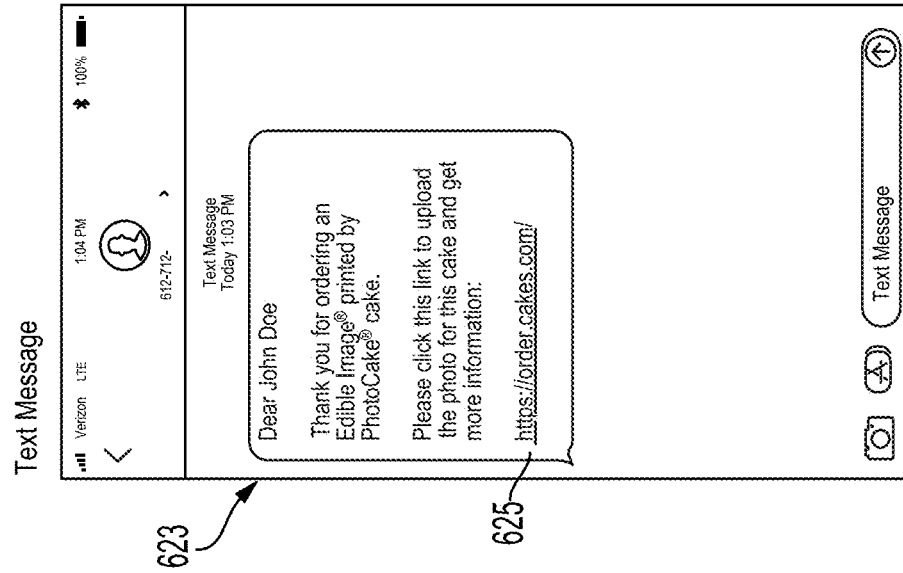 Text Message
Verizon LTE 1:04 PM 100%
612-712-
Text Message
Today 1:03 PM
Dear John Doe
Thank you for ordering an
Edible Image® printed by
PhotoCake® cake.
Please click this link to upload
the photo for this cake and get
more information:
https://order.cakes.com/
Text Message
623
625